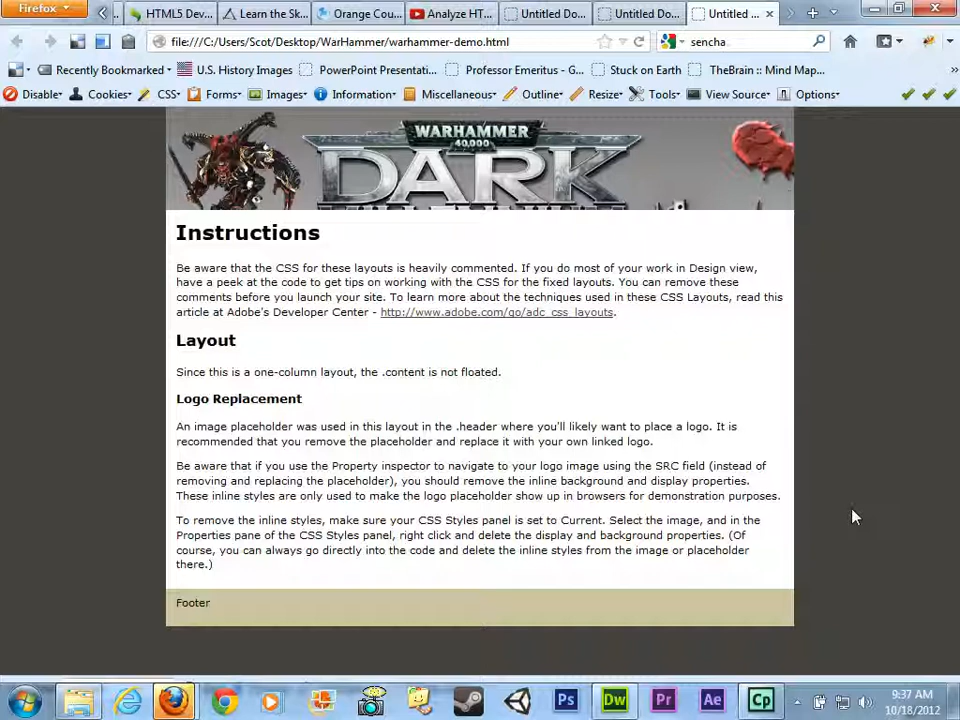 Firefox
HTML5 Dev...
Learn the Sk...
Orange Cou...
Analyze HT...
Untitled Do...
Untitled Do...
Untitled ...
file:///C:/Users/Scot/Desktop/WarHammer/warhammer-demo.html
sencha
Recently Bookmarked
U.S. History Images
PowerPoint Presentati...
Professor Emeritus - G...
Stuck on Earth
TheBrain :: Mind Map...
Disable
Cookies
CSS
Forms
Images
Information
Miscellaneous
Outline
Resize
Tools
View Source
Options
WARHAMMER
40,000
DARK
Instructions
Be aware that the CSS for these layouts is heavily commented. If you do most of your work in Design view,
have a peek at the code to get tips on working with the CSS for the fixed layouts. You can remove these
comments before you launch your site. To learn more about the techniques used in these CSS Layouts, read this
article at Adobe's Developer Center - http://www.adobe.com/go/adc_css_layouts.
Layout
Since this is a one-column layout, the .content is not floated.
Logo Replacement
An image placeholder was used in this layout in the .header where you'll likely want to place a logo. It is
recommended that you remove the placeholder and replace it with your own linked logo.
Be aware that if you use the Property inspector to navigate to your logo image using the SRC field (instead of
removing and replacing the placeholder), you should remove the inline background and display properties.
These inline styles are only used to make the logo placeholder show up in browsers for demonstration purposes.
To remove the inline styles, make sure your CSS Styles panel is set to Current. Select the image, and in the
Properties pane of the CSS Styles panel, right click and delete the display and background properties. (Of
course, you can always go directly into the code and delete the inline styles from the image or placeholder
there.)
Footer
Ps
Dw
Pr
Ae
Cp
9:37 AM
10/18/2012